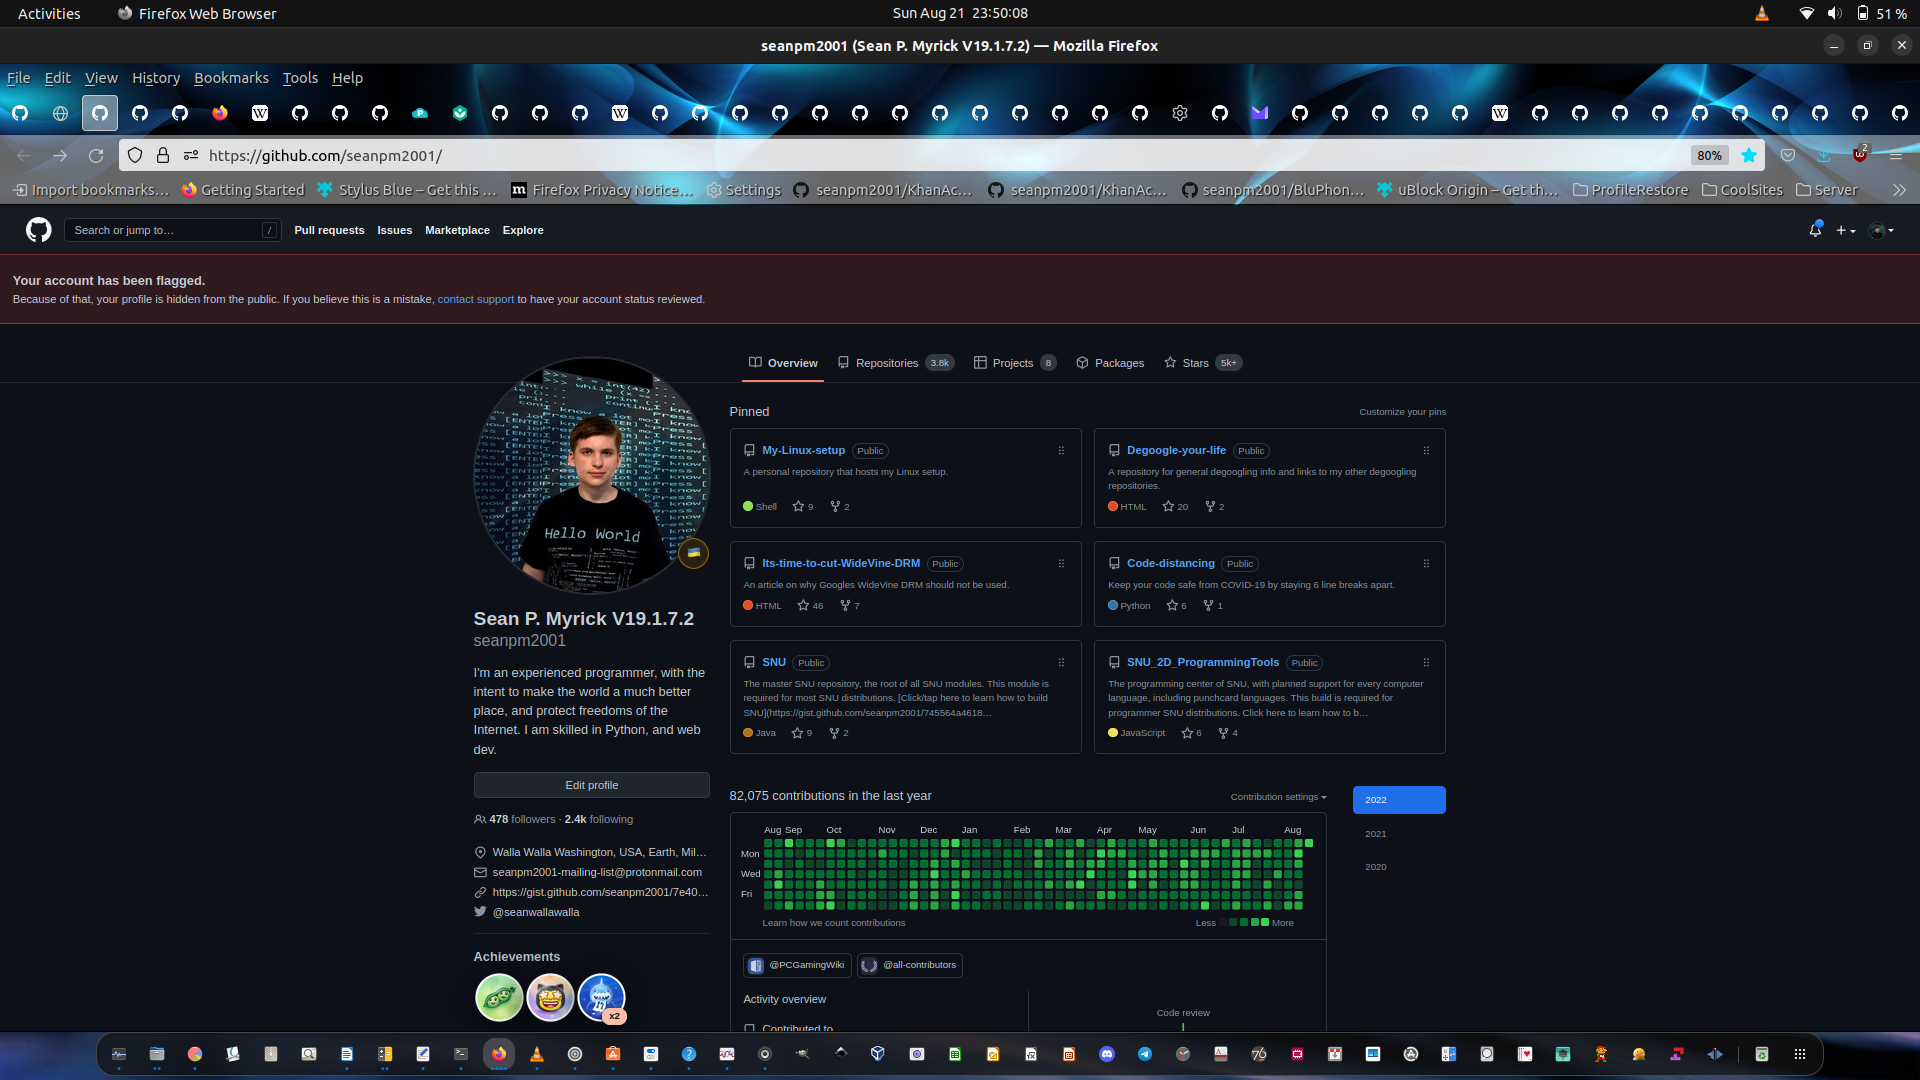 Activities
Firefox Web Browser
Sun Aug 21 23:50:08
51 %
seanpm2001 (Sean P. Myrick V19.1.7.2) — Mozilla Firefox
File Edit View History Bookmarks Tools Help
https://github.com/seanpm2001/
80%
2
Import bookmarks…
Getting Started
Stylus Blue – Get this …
Firefox Privacy Notice…
Settings
seanpm2001/KhanAc…
seanpm2001/KhanAc…
seanpm2001/BluPhon…
uBlock Origin – Get th…
ProfileRestore
CoolSites
Server
Search or jump to…
/
Pull requests
Issues
Marketplace
Explore
Your account has been flagged.
Because of that, your profile is hidden from the public. If you believe this is a mistake, contact support to have your account status reviewed.
Overview
Repositories 3.8k
Projects 8
Packages
Stars 5k+
Hello World
Sean P. Myrick V19.1.7.2
seanpm2001
I'm an experienced programmer, with the
intent to make the world a much better
place, and protect freedoms of the
Internet. I am skilled in Python, and web
dev.
Edit profile
478 followers · 2.4k following
Walla Walla Washington, USA, Earth, Mil…
seanpm2001-mailing-list@protonmail.com
https://gist.github.com/seanpm2001/7e40…
@seanwallawalla
Achievements
x2
Pinned
Customize your pins
My-Linux-setup Public
A personal repository that hosts my Linux setup.
Shell 9 2
Degoogle-your-life Public
A repository for general degoogling info and links to my other degoogling
repositories.
HTML 20 2
Its-time-to-cut-WideVine-DRM Public
An article on why Googles WideVine DRM should not be used.
HTML 46 7
Code-distancing Public
Keep your code safe from COVID-19 by staying 6 line breaks apart.
Python 6 1
SNU Public
The master SNU repository, the root of all SNU modules. This module is
required for most SNU distributions. [Click/tap here to learn how to build
SNU](https://gist.github.com/seanpm2001/745564a4618…
Java 9 2
SNU_2D_ProgrammingTools Public
The programming center of SNU, with planned support for every computer
language, including punchcard languages. This build is required for
programmer SNU distributions. Click here to learn how to b…
JavaScript 6 4
82,075 contributions in the last year
Contribution settings
2022
2021
2020
Aug Sep Oct Nov Dec Jan Feb Mar Apr May Jun Jul Aug
Mon
Wed
Fri
Learn how we count contributions
Less More
@PCGamingWiki
@all-contributors
Activity overview
Code review
Contributed to